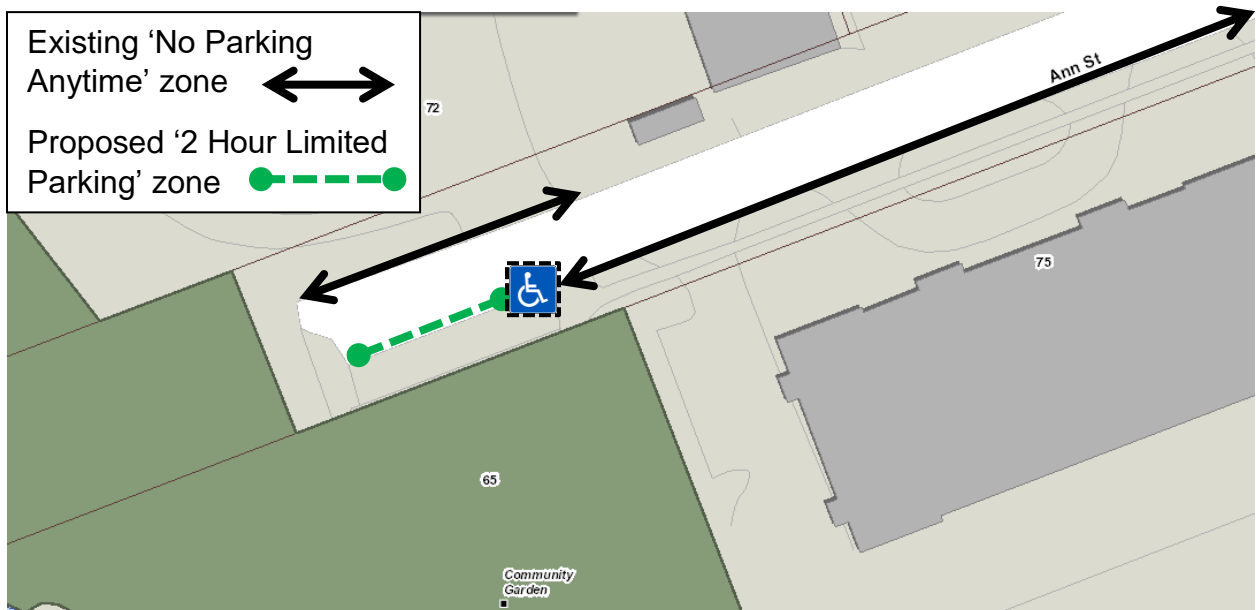 Existing ‘No Parking
Anytime’ zone
Proposed ‘2 Hour Limited
Parking’ zone
72
Ann St
75
65
Community
Garden